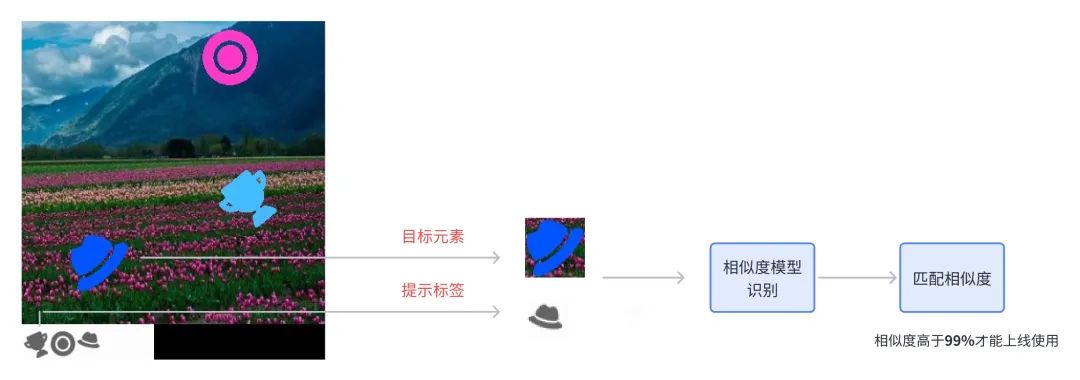 目标元素
提示标签
相似度模型
识别
匹配相似度
相似度高于99%才能上线使用